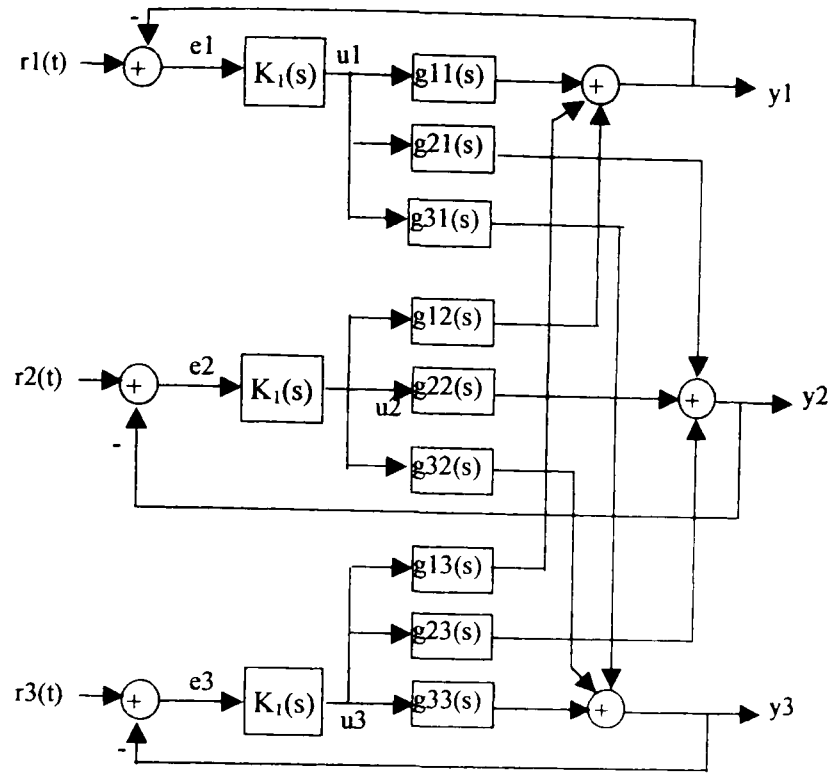 -
r1(t)
+
e1
K₁(s)
u1
g11(s)
+
y1
g21(s)
g31(s)
g12(s)
r2(t)
+
e2
K₁(s)
u2
g22(s)
+
y2
-
g32(s)
g13(s)
g23(s)
r3(t)
+
e3
K₁(s)
u3
g33(s)
+
y3
-